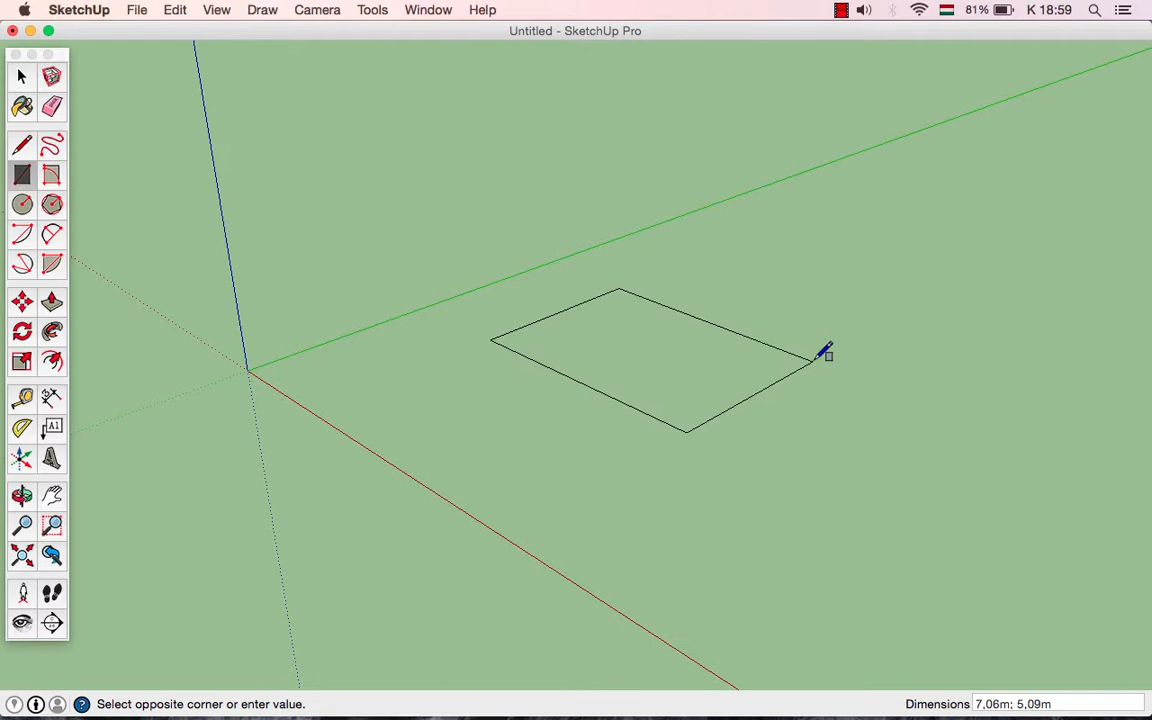 SketchUp File Edit View Draw Camera Tools Window Help 81% K 18:59
Untitled - SketchUp Pro
A1
Select opposite corner or enter value. Dimensions 7,06m; 5,09m